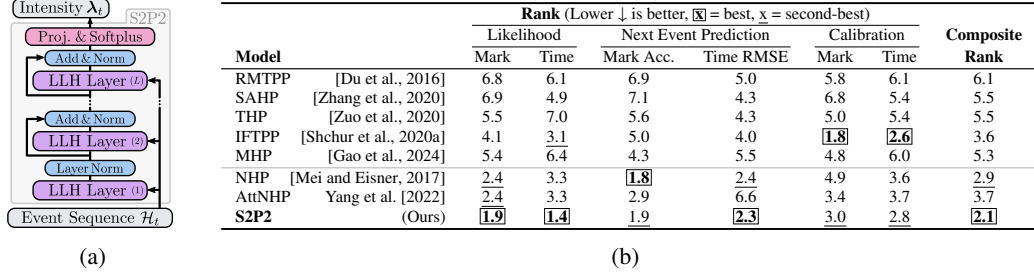 Intensity λt
S2P2
Proj. & Softplus
Add & Norm
LLH Layer (L)
Add & Norm
LLH Layer (2)
Layer Norm
LLH Layer (1)
Event Sequence ℋt
(a)
Rank (Lower ↓ is better, x = best, x = second-best)
Likelihood Next Event Prediction Calibration Composite
Model Mark Time Mark Acc. Time RMSE Mark Time Rank
RMTPP [Du et al., 2016] 6.8 6.1 6.9 5.0 5.8 6.1 6.1
SAHP [Zhang et al., 2020] 6.9 4.9 7.1 4.3 6.8 5.4 5.5
THP [Zuo et al., 2020] 5.5 7.0 5.6 4.3 5.0 5.4 5.5
IFTPP [Shchur et al., 2020a] 4.1 3.1 5.0 4.0 1.8 2.6 3.6
MHP [Gao et al., 2024] 5.4 6.4 4.3 5.5 4.8 6.0 5.3
NHP [Mei and Eisner, 2017] 2.4 3.3 1.8 2.4 4.9 3.6 2.9
AttNHP Yang et al. [2022] 2.4 3.3 2.9 6.6 3.4 3.7 3.7
S2P2 (Ours) 1.9 1.4 1.9 2.3 3.0 2.8 2.1
(b)